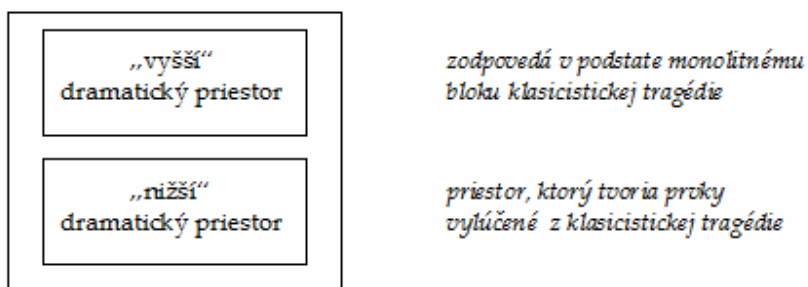 „vyšší“
dramatický priestor
zodpovedá v podstate monolitnému
bloku klasicistickej tragédie
„nižší“
dramatický priestor
priestor, ktorý tvoria prvky
vylúčené z klasicistickej tragédie